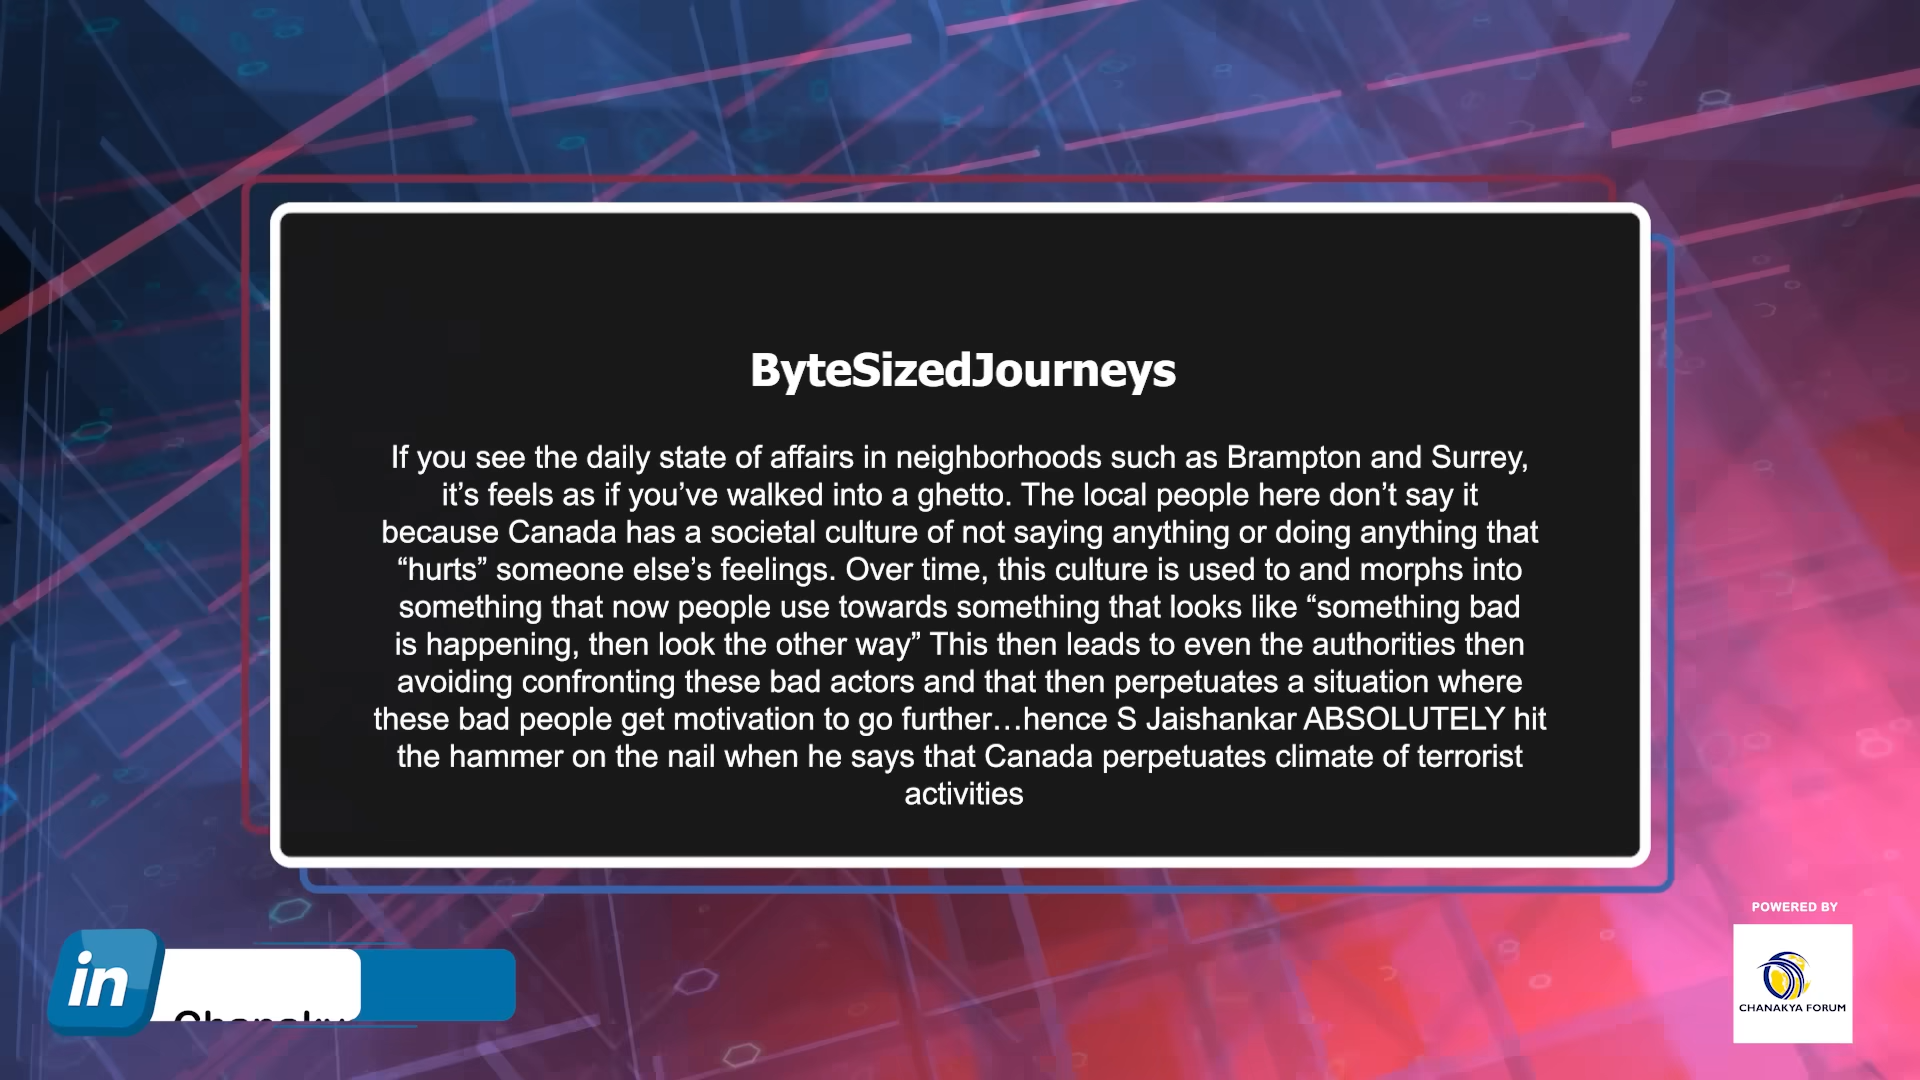 ByteSizedJourneys
If you see the daily state of affairs in neighborhoods such as Brampton and Surrey,
it’s feels as if you’ve walked into a ghetto. The local people here don’t say it
because Canada has a societal culture of not saying anything or doing anything that
“hurts” someone else’s feelings. Over time, this culture is used to and morphs into
something that now people use towards something that looks like “something bad
is happening, then look the other way” This then leads to even the authorities then
avoiding confronting these bad actors and that then perpetuates a situation where
these bad people get motivation to go further…hence S Jaishankar ABSOLUTELY hit
the hammer on the nail when he says that Canada perpetuates climate of terrorist
activities
POWERED BY
in
CHANAKYA FORUM